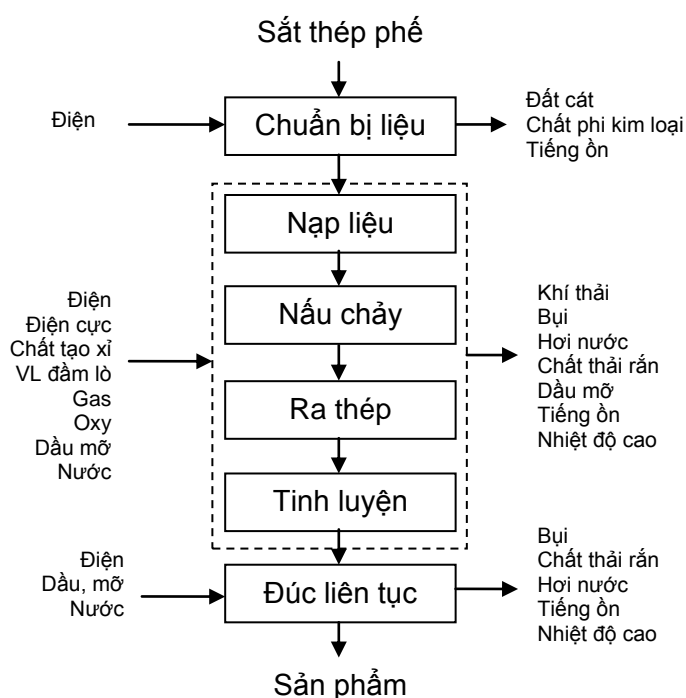 Sắt thép phế
Điện
Chuẩn bị liệu
Đất cát
Chất phi kim loại
Tiếng ồn
Nạp liệu
Nấu chảy
Ra thép
Tinh luyện
Điện
Điện cực
Chất tạo xỉ
VL đầm lò
Gas
Oxy
Dầu mỡ
Nước
Khí thải
Bụi
Hơi nước
Chất thải rắn
Dầu mỡ
Tiếng ồn
Nhiệt độ cao
Điện
Dầu, mỡ
Nước
Đúc liên tục
Bụi
Chất thải rắn
Hơi nước
Tiếng ồn
Nhiệt độ cao
Sản phẩm